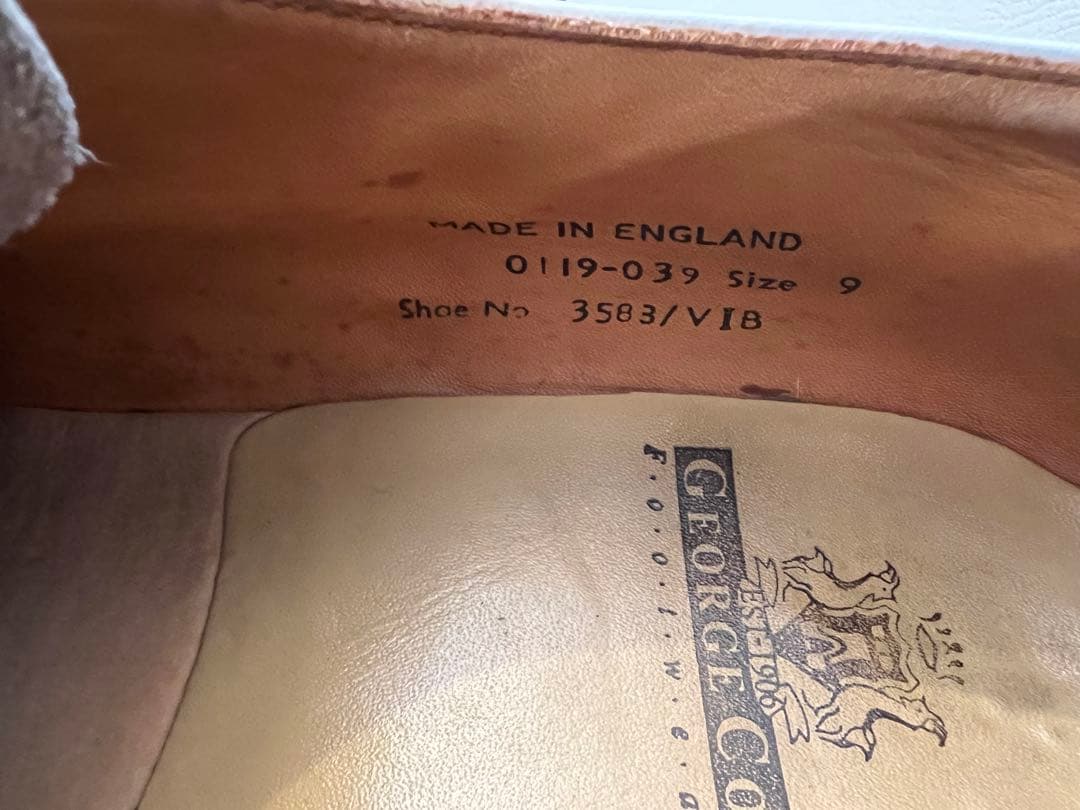 MADE IN ENGLAND
0119-039 Size 9
Shoe No 3583/VIB
GEORGE CO
F.O.O.T.W.E.A
EST-1906